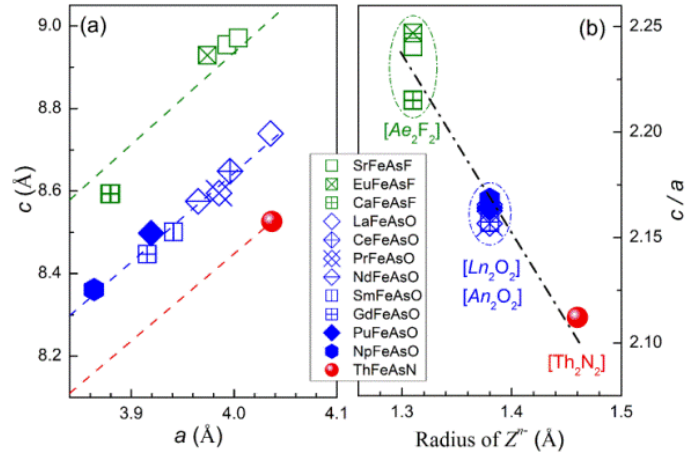 (a)
9.0
8.8
8.6
8.4
8.2
c (Å)
3.9
4.0
4.1
a (Å)
SrFeAsF
EuFeAsF
CaFeAsF
LaFeAsO
CeFeAsO
PrFeAsO
NdFeAsO
SmFeAsO
GdFeAsO
PuFeAsO
NpFeAsO
ThFeAsN
(b)
[Ae₂F₂]
[Ln₂O₂]
[An₂O₂]
[Th₂N₂]
2.25
2.20
2.15
2.10
c / a
1.3
1.4
1.5
Radius of Zⁿ⁻ (Å)